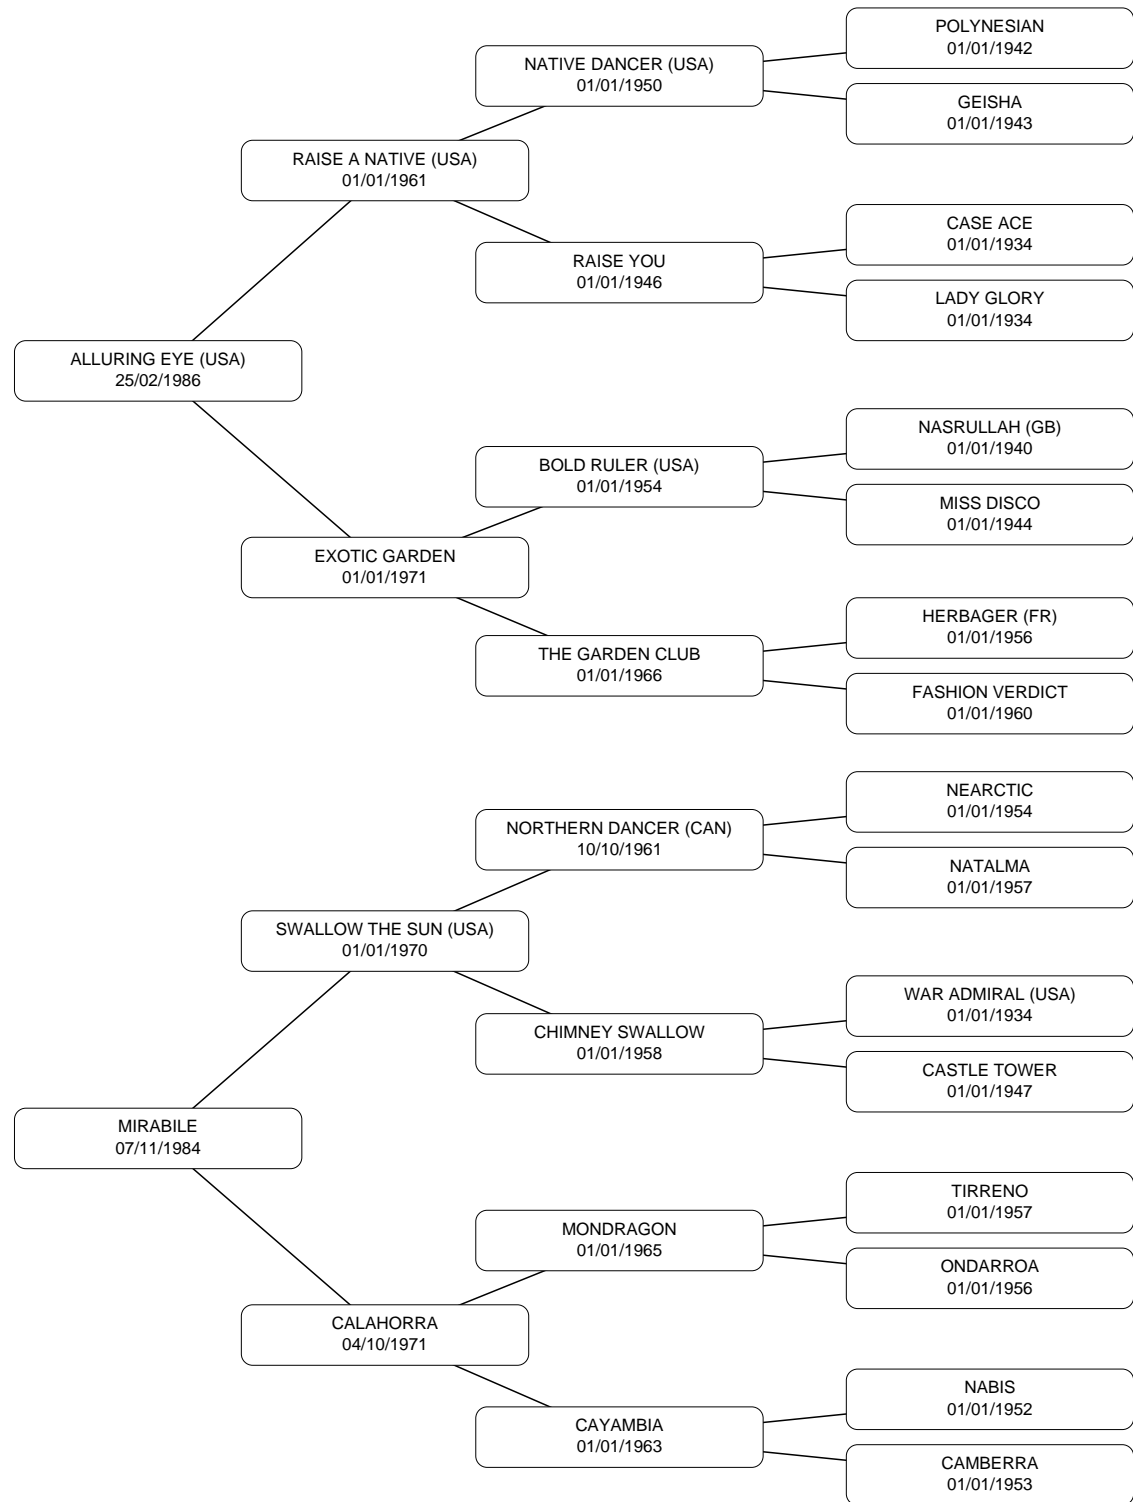 POLYNESIAN
01/01/1942
NATIVE DANCER (USA)
01/01/1950
GEISHA
01/01/1943
RAISE A NATIVE (USA)
01/01/1961
CASE ACE
01/01/1934
RAISE YOU
01/01/1946
LADY GLORY
01/01/1934
ALLURING EYE (USA)
25/02/1986
NASRULLAH (GB)
01/01/1940
BOLD RULER (USA)
01/01/1954
MISS DISCO
01/01/1944
EXOTIC GARDEN
01/01/1971
HERBAGER (FR)
01/01/1956
THE GARDEN CLUB
01/01/1966
FASHION VERDICT
01/01/1960
NEARCTIC
01/01/1954
NORTHERN DANCER (CAN)
10/10/1961
NATALMA
01/01/1957
SWALLOW THE SUN (USA)
01/01/1970
WAR ADMIRAL (USA)
01/01/1934
CHIMNEY SWALLOW
01/01/1958
CASTLE TOWER
01/01/1947
MIRABILE
07/11/1984
TIRRENO
01/01/1957
MONDRAGON
01/01/1965
ONDARROA
01/01/1956
CALAHORRA
04/10/1971
NABIS
01/01/1952
CAYAMBIA
01/01/1963
CAMBERRA
01/01/1953